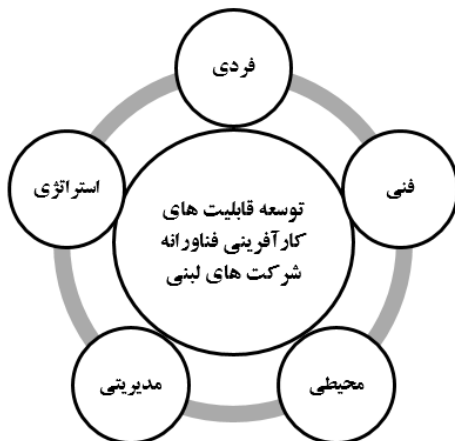 فردی
فنی
استراتژی
توسعه قابلیت های
کارآفرینی فناورانه
شرکت های لبنی
محیطی
مدیریتی